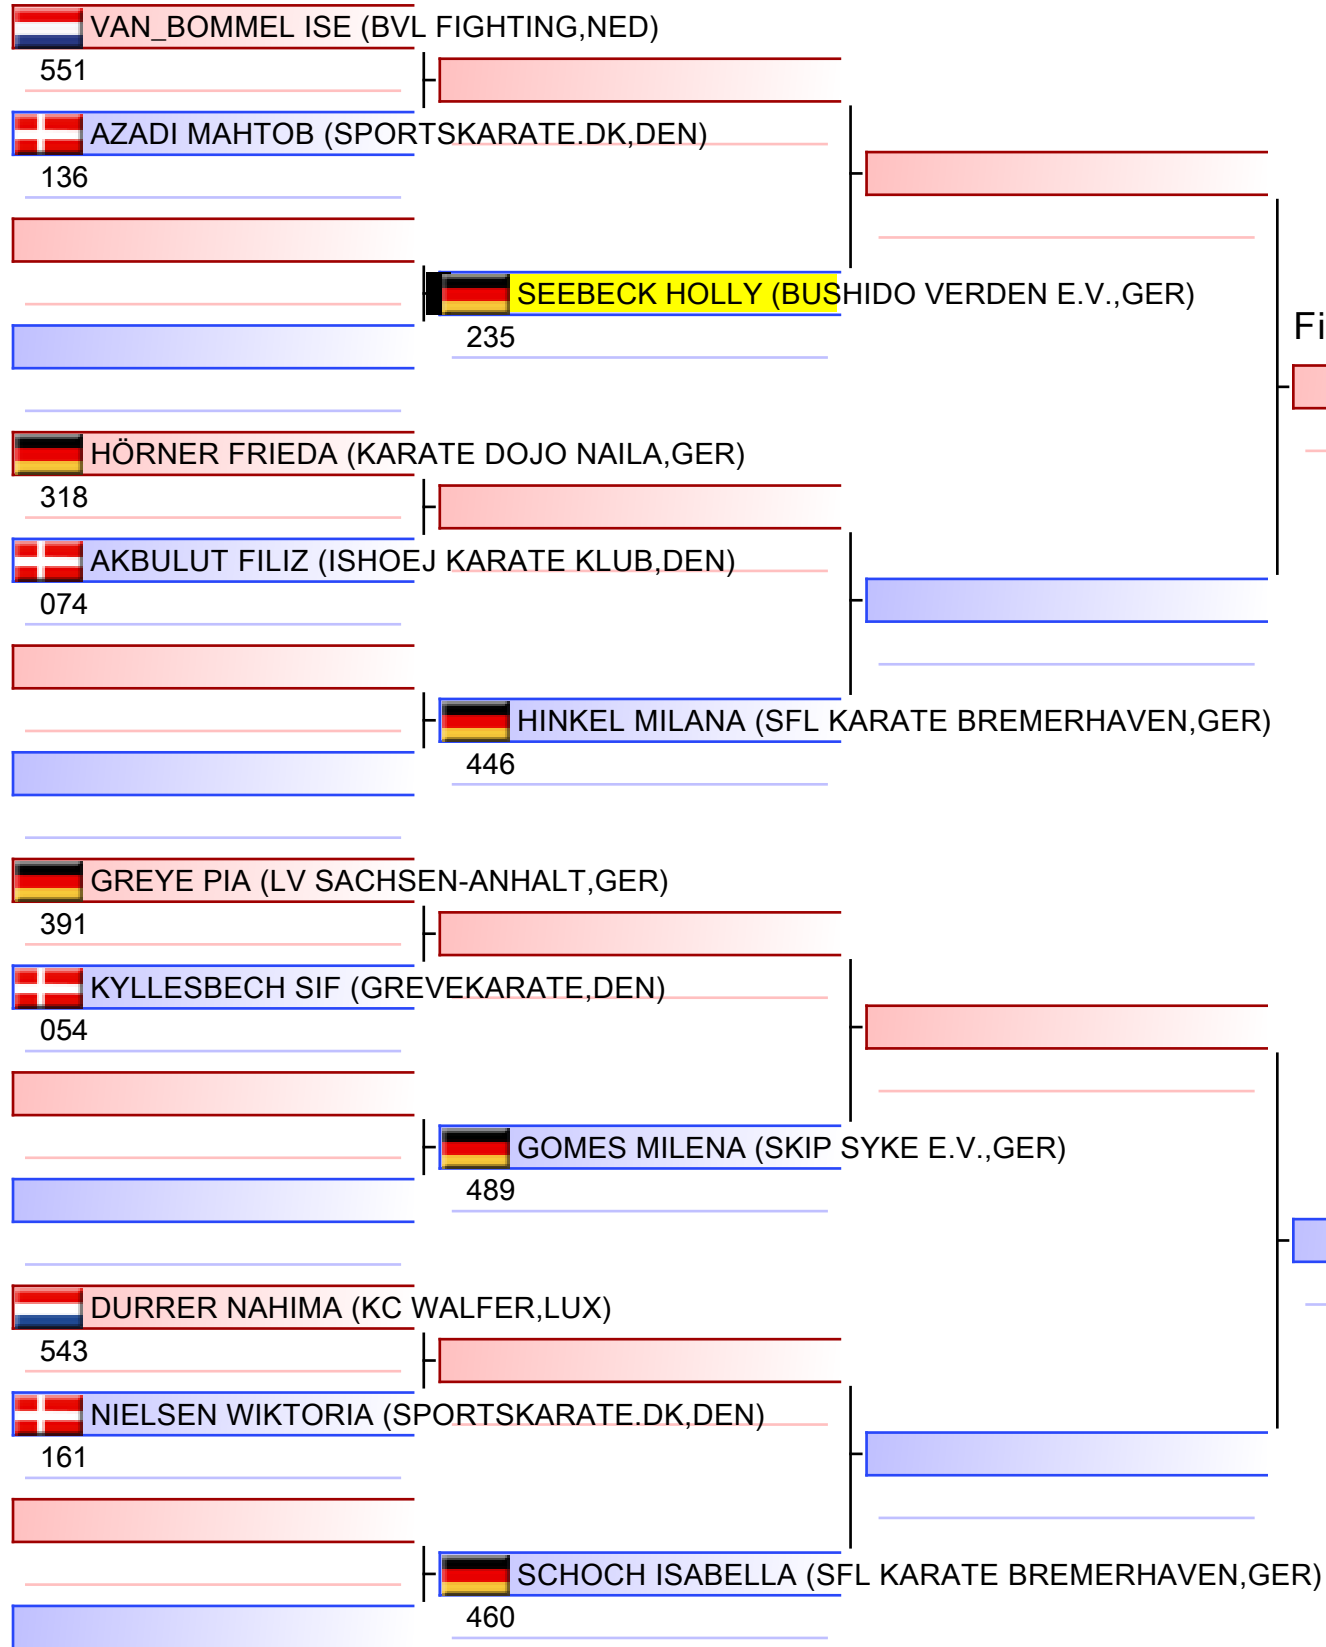 VAN_BOMMEL ISE (BVL FIGHTING,NED)
551
AZADI MAHTOB (SPORTSKARATE.DK,DEN)
136
SEEBECK HOLLY (BUSHIDO VERDEN E.V.,GER)
235
Fi
HÖRNER FRIEDA (KARATE DOJO NAILA,GER)
318
AKBULUT FILIZ (ISHOEJ KARATE KLUB,DEN)
074
HINKEL MILANA (SFL KARATE BREMERHAVEN,GER)
446
GREYE PIA (LV SACHSEN-ANHALT,GER)
391
KYLLESBECH SIF (GREVEKARATE,DEN)
054
GOMES MILENA (SKIP SYKE E.V.,GER)
489
DURRER NAHIMA (KC WALFER,LUX)
543
NIELSEN WIKTORIA (SPORTSKARATE.DK,DEN)
161
SCHOCH ISABELLA (SFL KARATE BREMERHAVEN,GER)
460